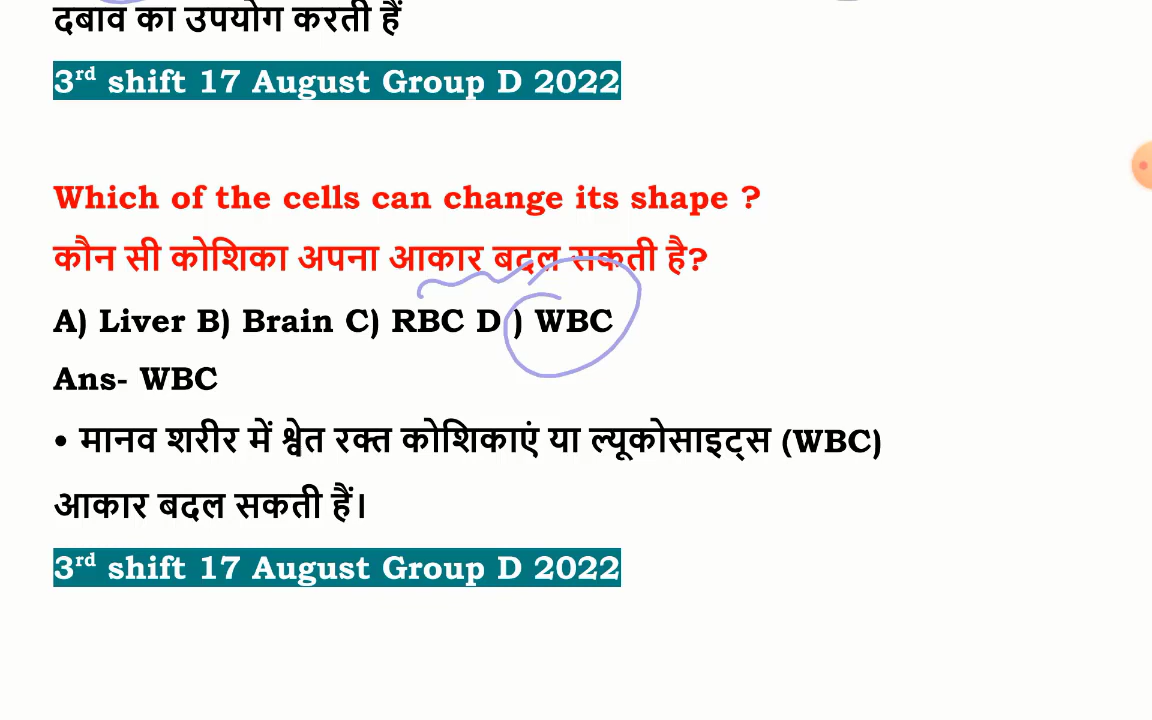 दबाव का उपयोग करती हैं
3rd shift 17 August Group D 2022
Which of the cells can change its shape ?
कौन सी कोशिका अपना आकार बदल सकती है?
A) Liver B) Brain C) RBC D ) WBC
Ans- WBC
• मानव शरीर में श्वेत रक्त कोशिकाएं या ल्यूकोसाइट्स (WBC)
आकार बदल सकती हैं।
3rd shift 17 August Group D 2022